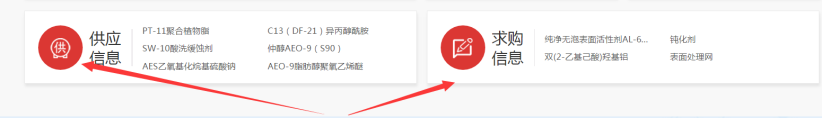 供
供应
信息
PT-11聚合植物脂
C13（DF-21）异丙醇酰胺
SW-10酸洗缓蚀剂
仲醇AEO-9（S90）
AES乙氧基化烷基硫酸钠
AEO-9脂肪醇聚氧乙烯醚
求购
信息
纯净无泡表面活性剂AL-6...
钝化剂
双(2-乙基己酸)羟基铝
表面处理网